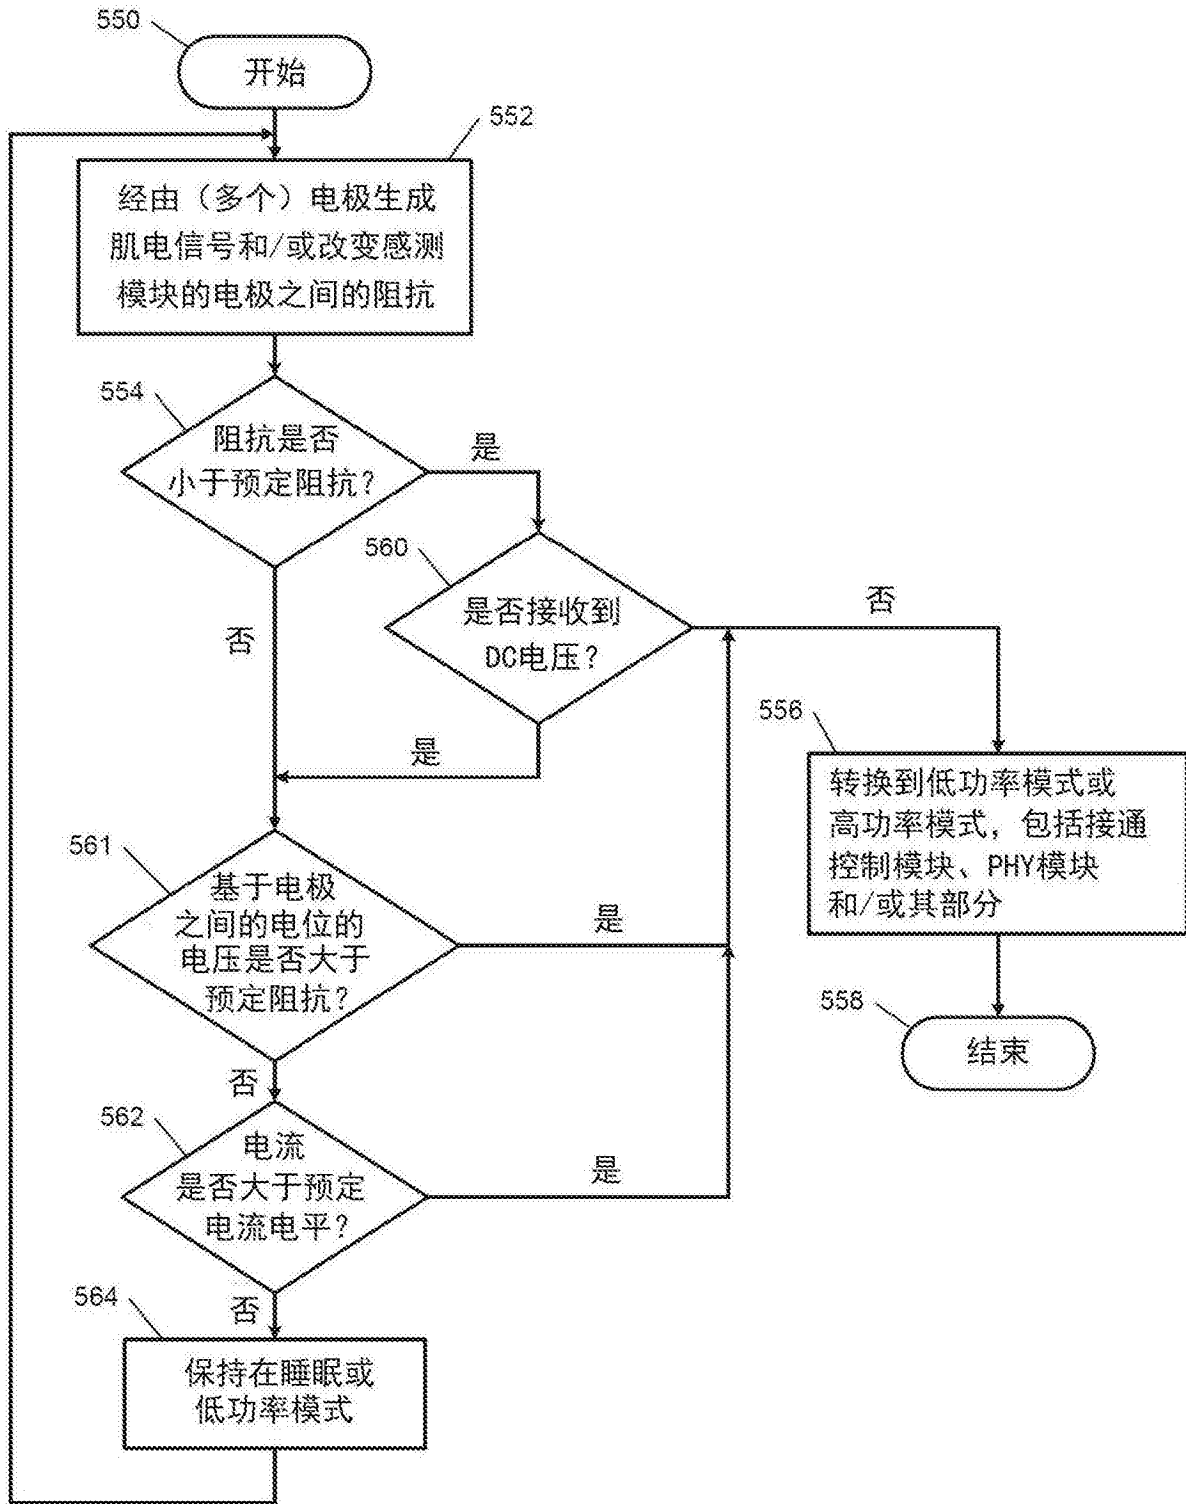 550
开始
552
经由（多个）电极生成
肌电信号和/或改变感测
模块的电极之间的阻抗
554
阻抗是否
小于预定阻抗？
是
否
560
是否接收到
DC电压？
否
是
556
转换到低功率模式或
高功率模式，包括接通
控制模块、PHY模块
和/或其部分
558
结束
561
基于电极
之间的电位的
电压是否大于
预定阻抗？
是
否
562
电流
是否大于预定
电流电平？
是
否
564
保持在睡眠或
低功率模式